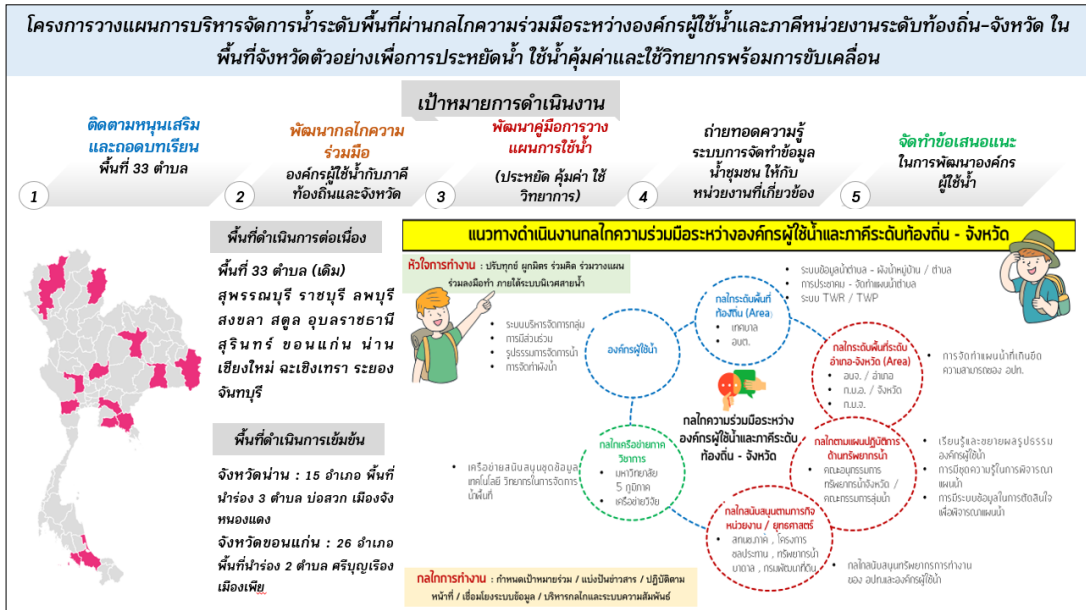 โครงการวางแผนการบริหารจัดการน้ำระดับพื้นที่ผ่านกลไกความร่วมมือระหว่างองค์กรผู้ใช้น้ำและภาคีหน่วยงานระดับท้องถิ่น-จังหวัด ใน
พื้นที่จังหวัดตัวอย่างเพื่อการประหยัดน้ำ ใช้น้ำคุ้มค่าและใช้วิทยากรพร้อมการขับเคลื่อน
เป้าหมายการดำเนินงาน
1
ติดตามหนุนเสริม
และถอดบทเรียน
พื้นที่ 33 ตำบล
2
พัฒนากลไกความ
ร่วมมือ
องค์กรผู้ใช้น้ำกับภาคี
ท้องถิ่นและจังหวัด
3
พัฒนาคู่มือการวาง
แผนการใช้น้ำ
(ประหยัด คุ้มค่า ใช้
วิทยาการ)
4
ถ่ายทอดความรู้
ระบบการจัดทำข้อมูล
น้ำชุมชน ให้กับ
หน่วยงานที่เกี่ยวข้อง
5
จัดทำข้อเสนอแนะ
ในการพัฒนาองค์กร
ผู้ใช้น้ำ
พื้นที่ดำเนินการต่อเนื่อง
พื้นที่ 33 ตำบล (เดิม)
สุพรรณบุรี ราชบุรี ลพบุรี
สงขลา สตูล อุบลราชธานี
สุรินทร์ ขอนแก่น น่าน
เชียงใหม่ ฉะเชิงเทรา ระยอง
จันทบุรี
พื้นที่ดำเนินการเข้มข้น
จังหวัดน่าน : 15 อำเภอ พื้นที่
นำร่อง 3 ตำบล บ่อสวก เมืองจัง
หนองแดง
จังหวัดขอนแก่น : 26 อำเภอ
พื้นที่นำร่อง 2 ตำบล ศรีบุญเรือง
เมืองเพีย
แนวทางดำเนินงานกลไกความร่วมมือระหว่างองค์กรผู้ใช้น้ำและภาคีระดับท้องถิ่น - จังหวัด
หัวใจการทำงาน : ปรับทุกข์ ผูกมิตร ร่วมคิด ร่วมวางแผน
ร่วมลงมือทำ ภายใต้ระบบนิเวศสายน้ำ
• ระบบบริหารจัดการกลุ่ม
• การมีส่วนร่วม
• รูปธรรมการจัดการน้ำ
• การจัดทำผังน้ำ
องค์กรผู้ใช้น้ำ
กลไกระดับพื้นที่
ท้องถิ่น (Area)
• เทศบาล
• อบต.
• ระบบข้อมูลน้ำตำบล – ผังน้ำหมู่บ้าน / ตำบล
• การประชาคม - จัดทำแผนน้ำตำบล
• ระบบ TWR / TWP
กลไกระดับพื้นที่ระดับ
อำเภอ-จังหวัด (Area)
• อบจ. / อำเภอ
• ก.บ.อ. / จังหวัด
• ก.บ.จ.
• การจัดทำแผนน้ำที่เกินขีด
ความสามารถของ อปท.
กลไกความร่วมมือระหว่าง
องค์กรผู้ใช้น้ำและภาคีระดับ
ท้องถิ่น - จังหวัด
กลไกตามแผนปฏิบัติการ
ด้านทรัพยากรน้ำ
• คณะอนุกรรมการ
ทรัพยากรน้ำจังหวัด /
คณะกรรมการลุ่มน้ำ
• เรียนรู้และขยายผลรูปธรรม
องค์กรผู้ใช้น้ำ
• การมีชุดความรู้ในการพิจารณา
แผนน้ำ
• การมีระบบข้อมูลในการตัดสินใจ
เพื่อพิจารณาแผนน้ำ
กลไกเครือข่ายภาค
วิชาการ
• มหาวิทยาลัย
5 ภูมิภาค
• เครือข่ายวิจัย
• เครือข่ายสนับสนุนชุดข้อมูล
เทคโนโลยี วิทยากรในการจัดการ
น้ำพื้นที่
กลไกสนับสนุนตามภารกิจ
หน่วยงาน / ยุทธศาสตร์
• สทนช.ภาค่ , โครงการ
ชลประทาน , ทรัพยากรน้ำ
บาดาล , กรมพัฒนาที่ดิน
• กลไกสนับสนุนทรัพยากรการทำงาน
ของ อปท.และองค์กรผู้ใช้น้ำ
กลไกการทำงาน : กำหนดเป้าหมายร่วม / แบ่งปันข่าวสาร / ปฏิบัติตาม
หน้าที่ / เชื่อมโยงระบบข้อมูล / บริหารกลไกและระบบความสัมพันธ์